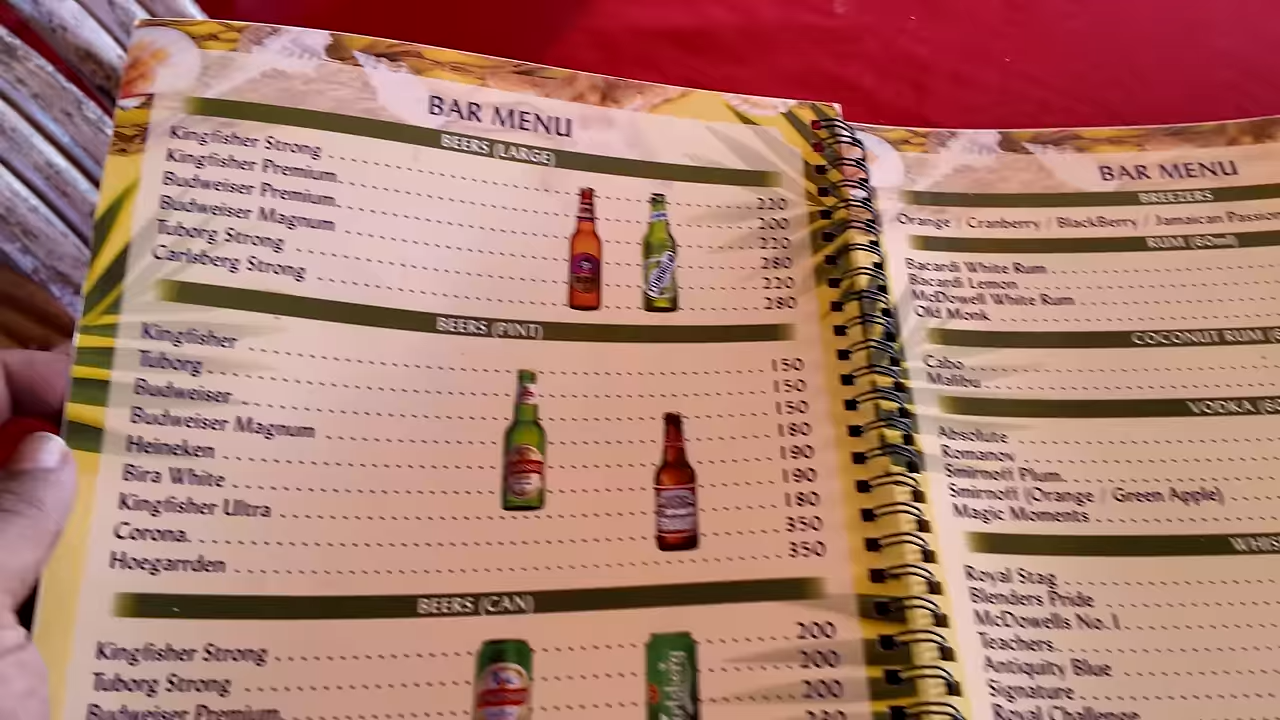 BAR MENU
BEERS (LARGE)
Kingfisher Strong 220
Kingfisher Premium 200
Budweiser Premium 220
Budweiser Magnum 280
Tuborg Strong 220
Carlsberg Strong 280
BEERS (PINT)
Kingfisher 150
Tuborg 150
Budweiser 150
Budweiser Magnum 180
Heineken 190
Bira White 190
Kingfisher Ultra 180
Corona 350
Hoegarrden 350
BEERS (CAN)
Kingfisher Strong 200
Tuborg Strong 200
Budweiser Premium 200
BAR MENU
BREEZERS
Orange / Cranberry / BlackBerry / Jamaican Passion
RUM (60ml)
Bacardi White Rum
Bacardi Lemon
McDowell White Rum
Old Monk
COCONUT RUM
Cabo
Malibu
VODKA
Absolute
Romanov
Smirnoff Plum
Smirnoff (Orange / Green Apple)
Magic Moments
Royal Stag
Blenders Pride
McDowells No.1
Teachers
Antiquity Blue
Signature
Royal Challenge